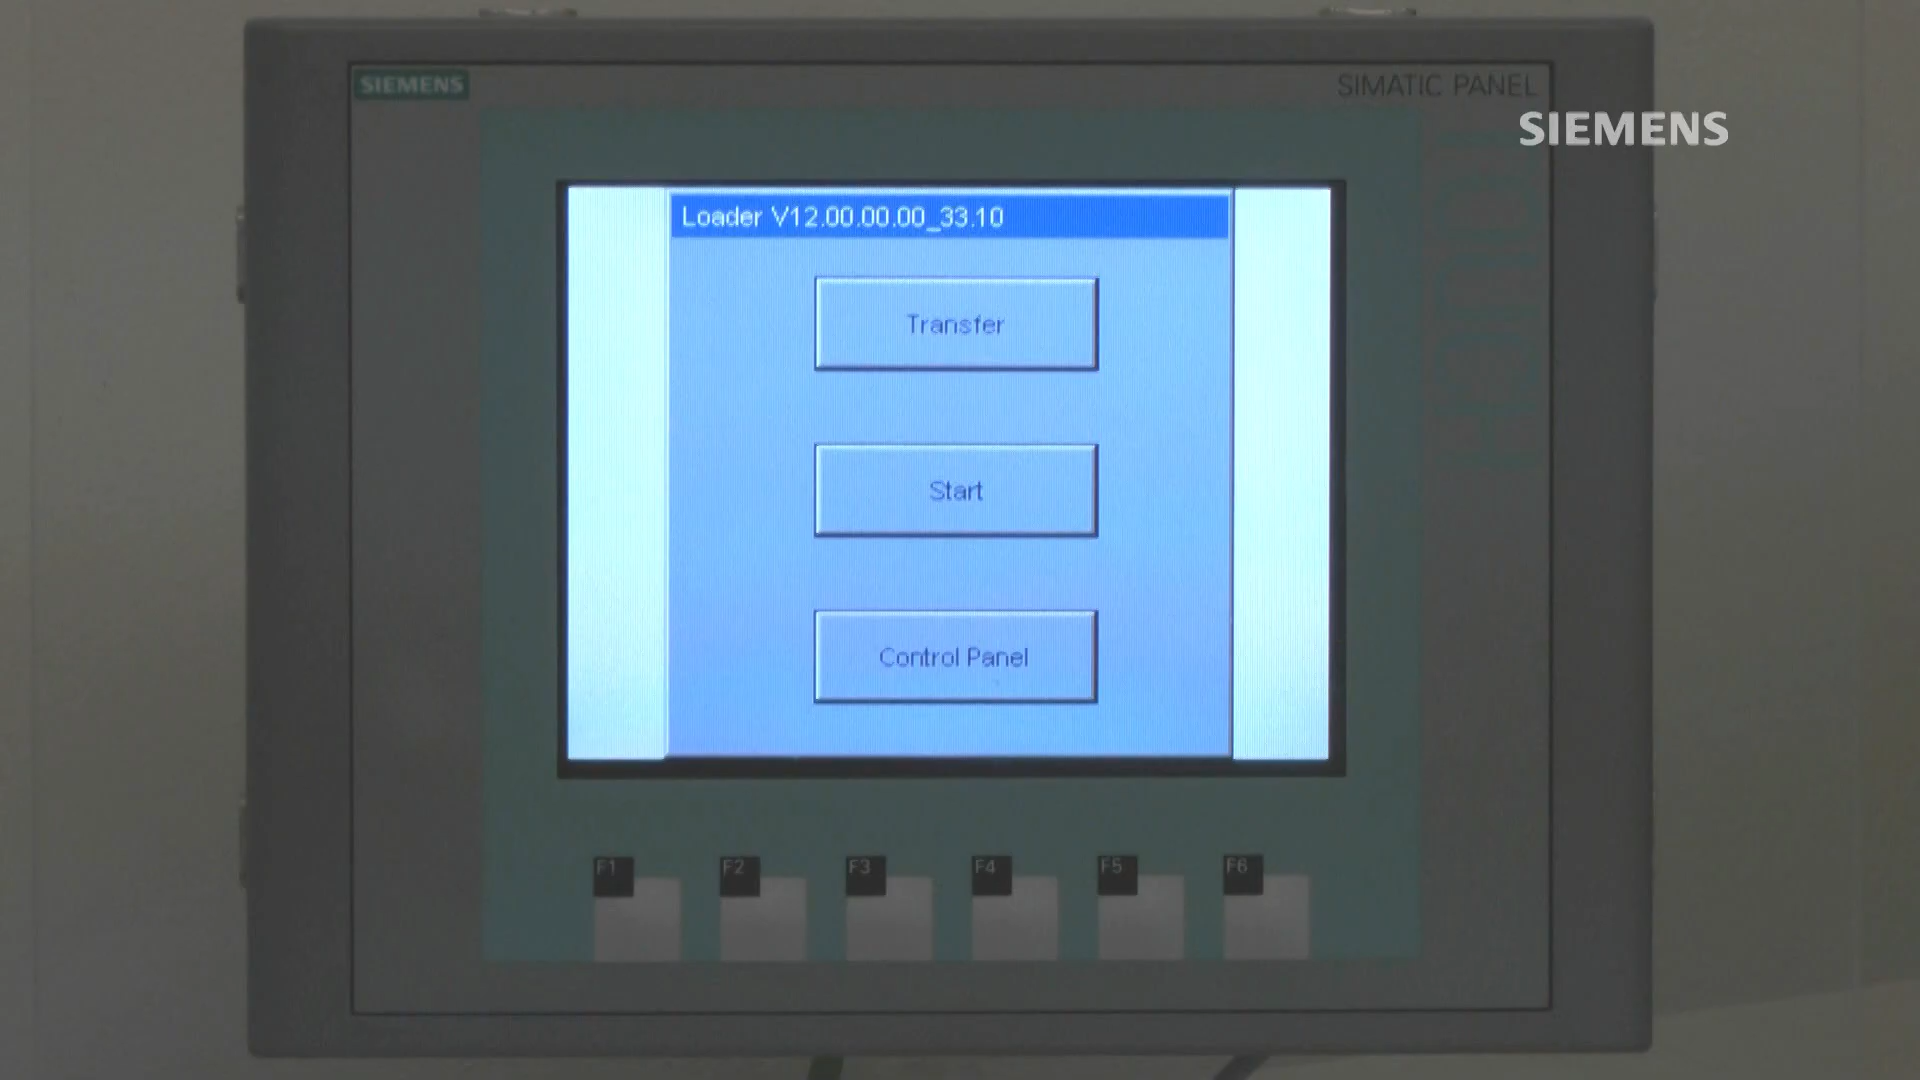 SIEMENS
SIMATIC PANEL
SIEMENS
TOUCH
Loader V12.00.00.00_33.10
Transfer
Start
Control Panel
F1 F2 F3 F4 F5 F6